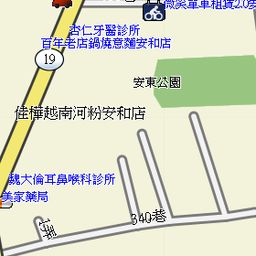 微笑單車租賃2.0安
杏仁牙醫診所
百年老店鍋燒意麵安和店
19
安東公園
佳樺越南河粉安和店
魏大倫耳鼻喉科診所
美家藥局
340巷